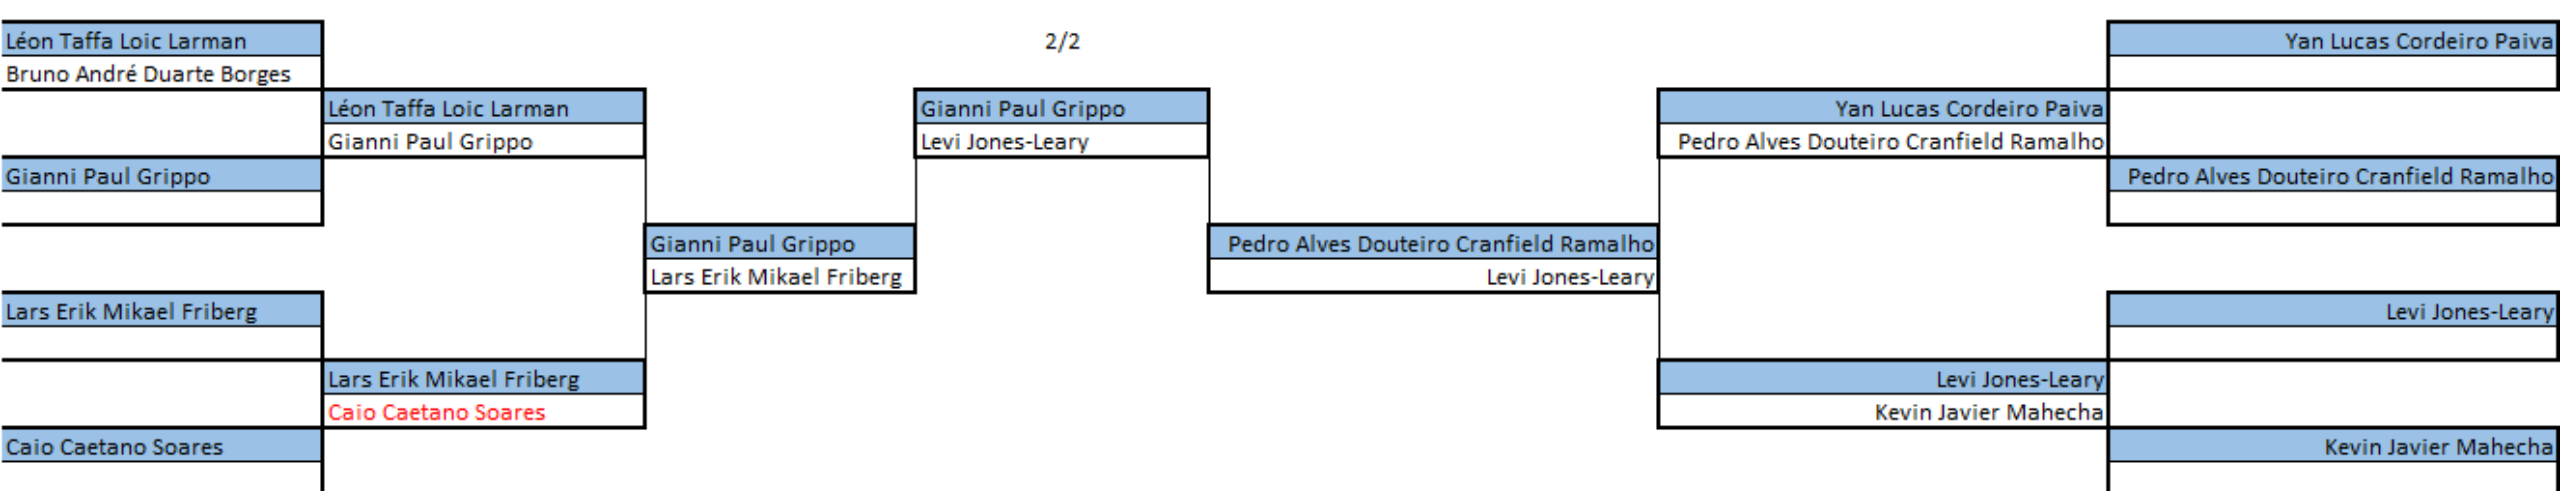 Léon Taffa Loic Larman
Bruno André Duarte Borges
Gianni Paul Grippo
Lars Erik Mikael Friberg
Caio Caetano Soares
Léon Taffa Loic Larman
Gianni Paul Grippo
Lars Erik Mikael Friberg
Caio Caetano Soares
Gianni Paul Grippo
Lars Erik Mikael Friberg
2/2
Gianni Paul Grippo
Levi Jones-Leary
Pedro Alves Douteiro Cranfield Ramalho
Levi Jones-Leary
Yan Lucas Cordeiro Paiva
Pedro Alves Douteiro Cranfield Ramalho
Levi Jones-Leary
Kevin Javier Mahecha
Yan Lucas Cordeiro Paiva
Pedro Alves Douteiro Cranfield Ramalho
Levi Jones-Leary
Kevin Javier Mahecha